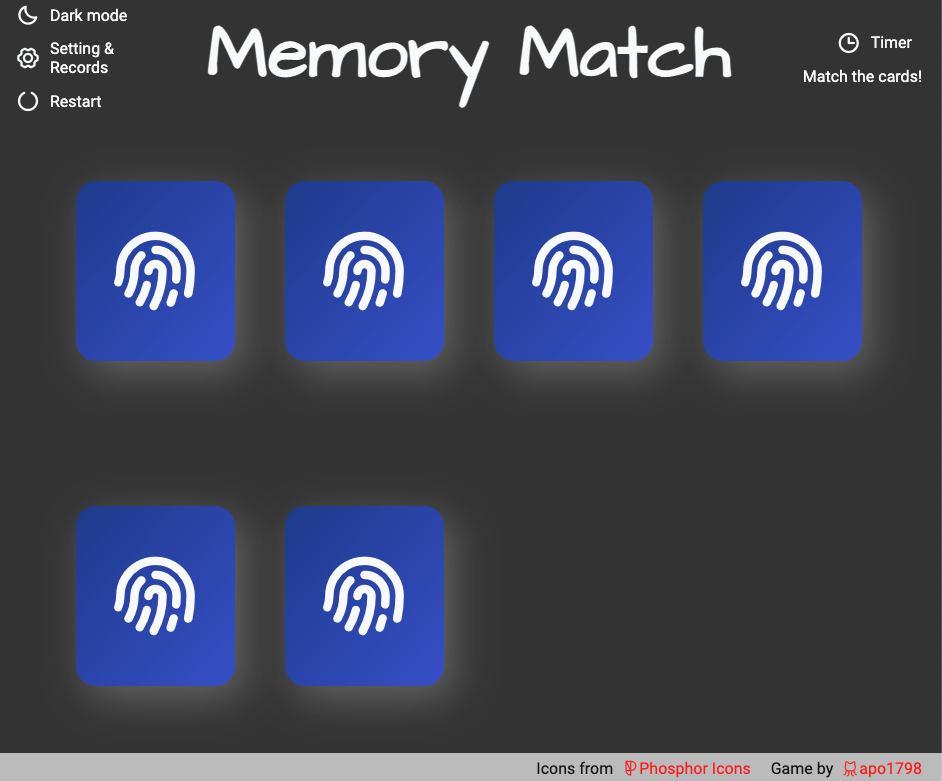 Dark mode
Setting &
Records
Restart
Memory Match
Timer
Match the cards!
Icons from Phosphor Icons Game by apo1798